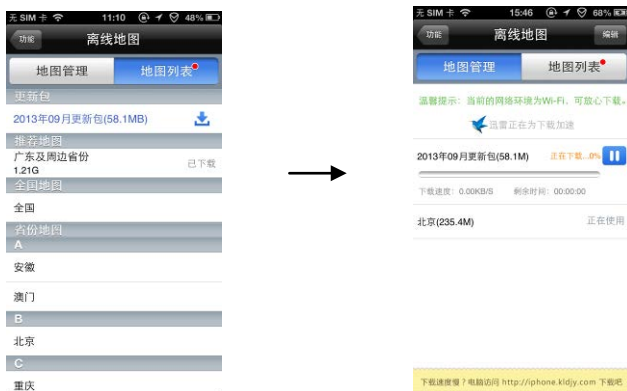 无 SIM 卡 11:10 48%
功能 离线地图
地图管理 地图列表
更新包
2013年09月更新包(58.1MB)
推荐地图
广东及周边省份
1.21G 已下载
全国地图
全国
省份地图
A
安徽
澳门
B
北京
C
重庆
无 SIM 卡 15:46 68%
功能 离线地图 编辑
地图管理 地图列表
温馨提示：当前的网络环境为Wi-Fi，可放心下载。
迅雷正在为下载加速
2013年09月更新包(58.1M) 正在下载...0%
下载速度：0.00KB/S 剩余时间：00:00:00
北京(235.4M) 正在使用
下载速度慢？电脑访问 http://iphone.kldjy.com 下载吧